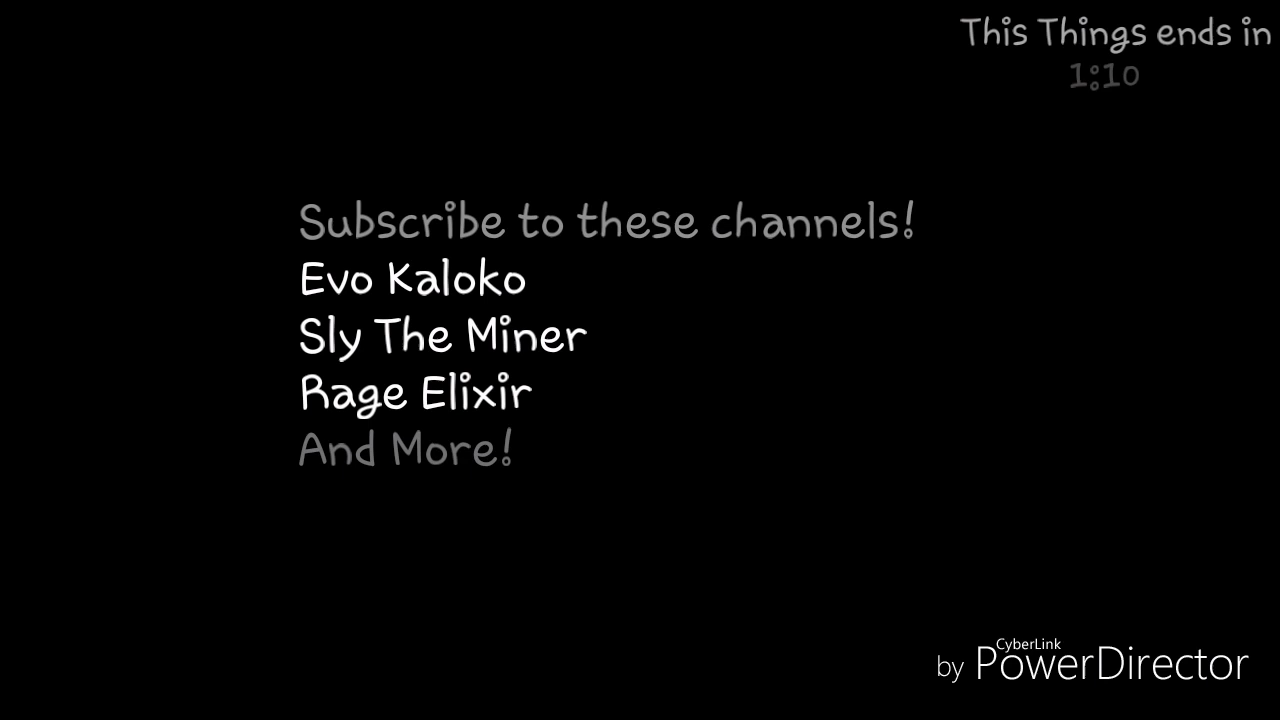 This Things ends in
1:10
Subscribe to these channels!
Evo Kaloko
Sly The Miner
Rage Elixir
And More!
CyberLink
by PowerDirector